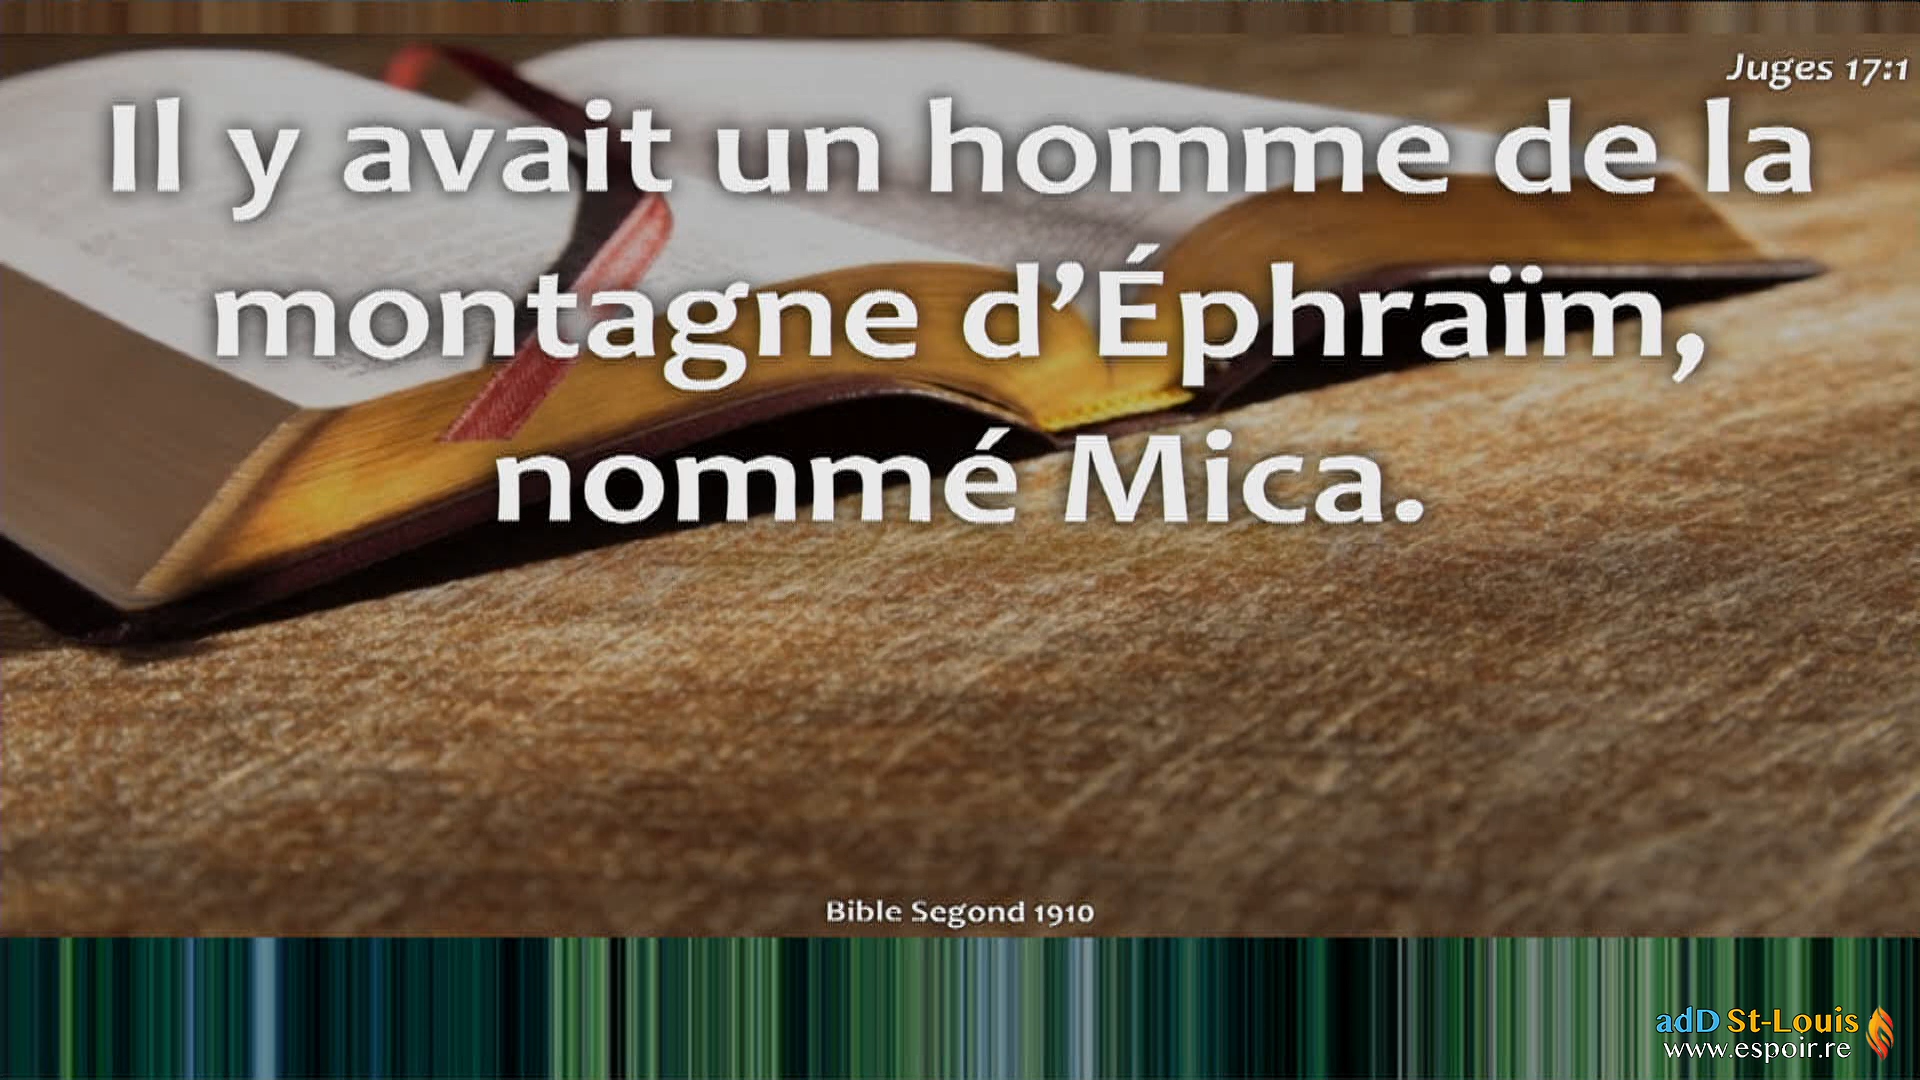 Juges 17:1
Il y avait un homme de la
montagne d’Éphraïm,
nommé Mica.
Bible Segond 1910
adD St-Louis
www.espoir.re